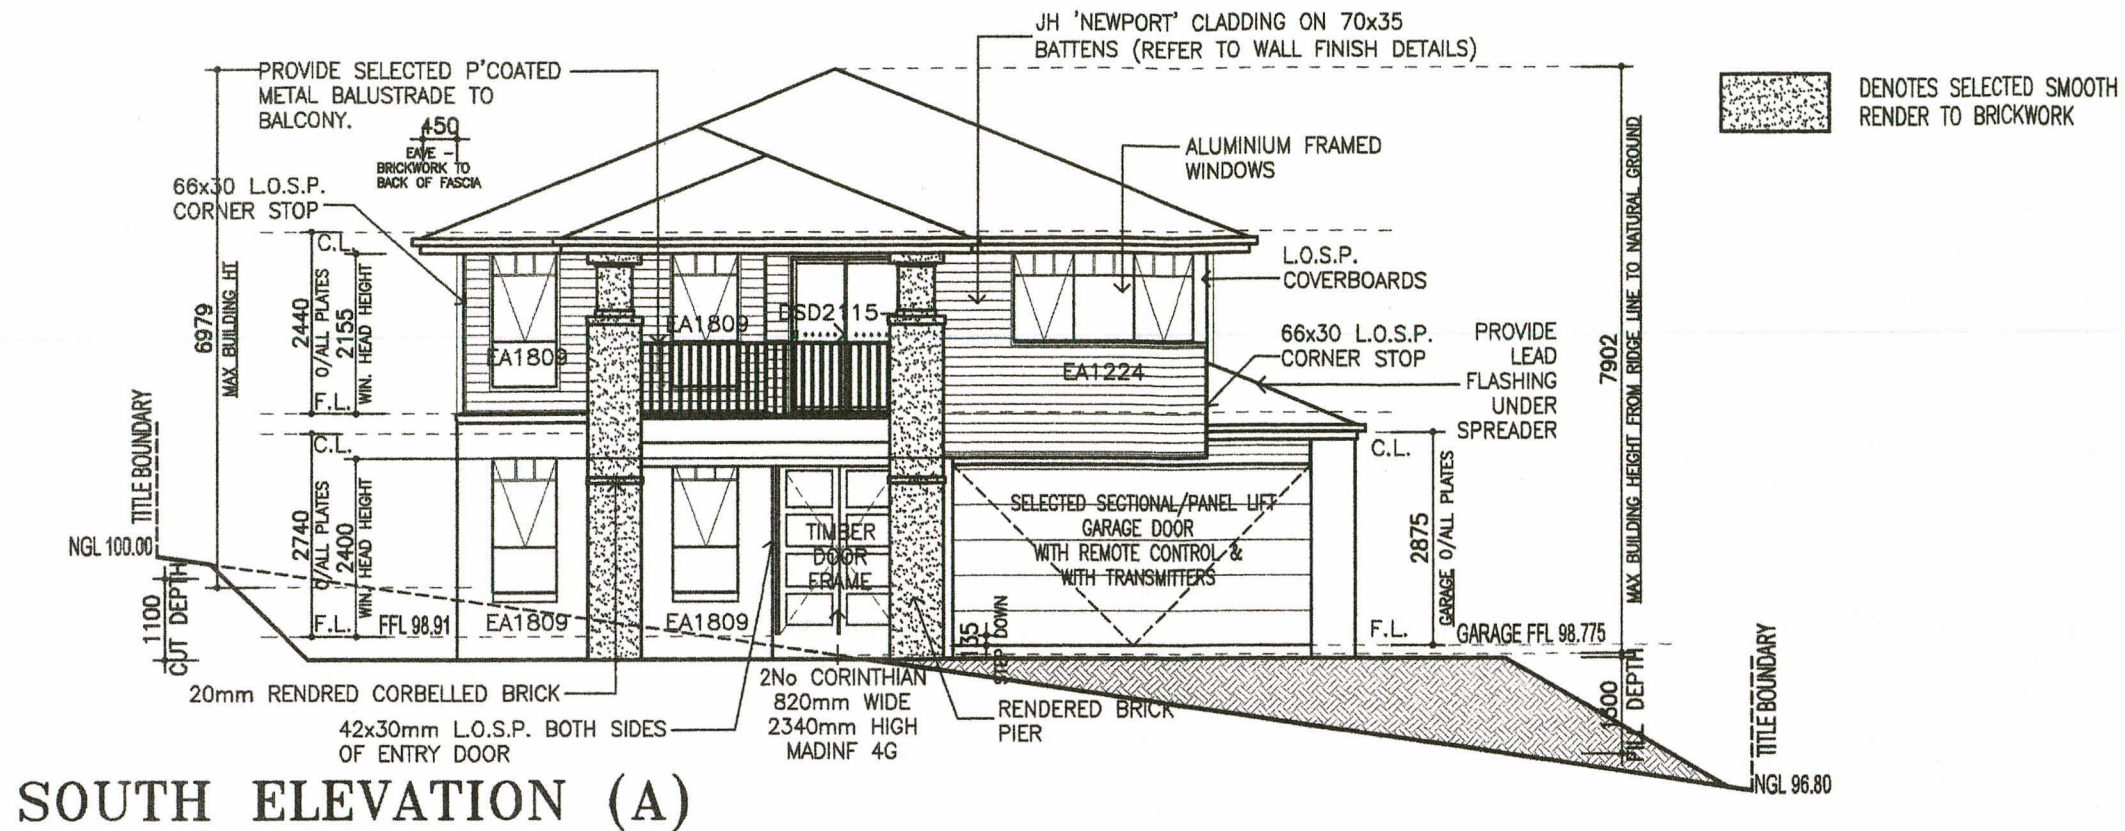 JH 'NEWPORT' CLADDING ON 70x35
BATTENS (REFER TO WALL FINISH DETAILS)
PROVIDE SELECTED P'COATED
METAL BALUSTRADE TO
BALCONY.
450
EAVE -
BRICKWORK TO
BACK OF FASCIA
66x30 L.O.S.P.
CORNER STOP
ALUMINIUM FRAMED
WINDOWS
DENOTES SELECTED SMOOTH
RENDER TO BRICKWORK
L.O.S.P.
COVERBOARDS
66x30 L.O.S.P.
CORNER STOP
PROVIDE
LEAD
FLASHING
UNDER
SPREADER
6979
MAX BUILDING HT
C.L.
2440
O/ALL PLATES
2155
WIN. HEAD HEIGHT
F.L.
EA1809
EA1809
DSD2115
EA1224
7902
MAX BUILDING HEIGHT FROM RIDGE LINE TO NATURAL GROUND
TITLE BOUNDARY
NGL 100.00
1100
CUT DEPTH
C.L.
2740
O/ALL PLATES
2400
WIN. HEAD HEIGHT
F.L.
FFL 98.91
EA1809
EA1809
TIMBER
DOOR
FRAME
SELECTED SECTIONAL/PANEL LIFT
GARAGE DOOR
WITH REMOTE CONTROL &
WITH TRANSMITTERS
135
STEP DOWN
C.L.
2875
GARAGE O/ALL PLATES
F.L.
GARAGE FFL 98.775
1300
FILL DEPTH
TITLE BOUNDARY
NGL 96.80
20mm RENDRED CORBELLED BRICK
42x30mm L.O.S.P. BOTH SIDES
OF ENTRY DOOR
2No CORINTHIAN
820mm WIDE
2340mm HIGH
MADINF 4G
RENDERED BRICK
PIER
SOUTH ELEVATION (A)